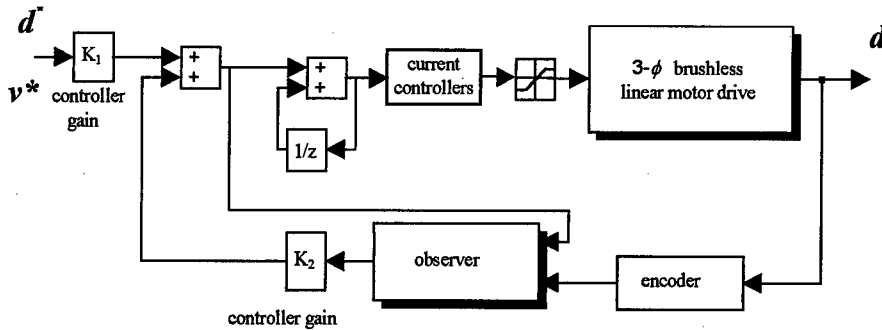 d*
v*
K₁
controller
gain
+
+
+
+
1/z
current
controllers
3-ϕ brushless
linear motor drive
d
K₂
controller gain
observer
encoder